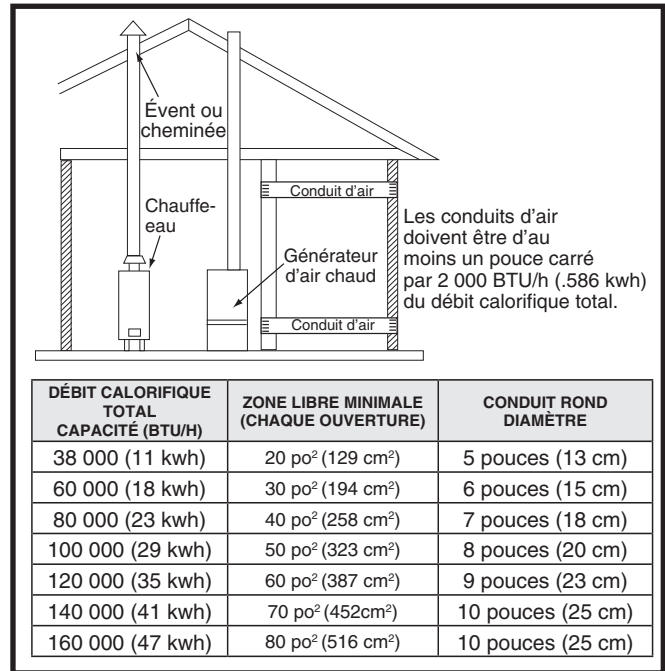 Évent ou
cheminée
Conduit d'air
Chauffe-
eau
Générateur
d'air chaud
Conduit d'air
Les conduits d'air
doivent être d'au
moins un pouce carré
par 2 000 BTU/h (.586 kwh)
du débit calorifique total.
DÉBIT CALORIFIQUE
TOTAL
CAPACITÉ (BTU/H)
ZONE LIBRE MINIMALE
(CHAQUE OUVERTURE)
CONDUIT ROND
DIAMÈTRE
38 000 (11 kwh) 20 po² (129 cm²) 5 pouces (13 cm)
60 000 (18 kwh) 30 po² (194 cm²) 6 pouces (15 cm)
80 000 (23 kwh) 40 po² (258 cm²) 7 pouces (18 cm)
100 000 (29 kwh) 50 po² (323 cm²) 8 pouces (20 cm)
120 000 (35 kwh) 60 po² (387 cm²) 9 pouces (23 cm)
140 000 (41 kwh) 70 po² (452cm²) 10 pouces (25 cm)
160 000 (47 kwh) 80 po² (516 cm²) 10 pouces (25 cm)